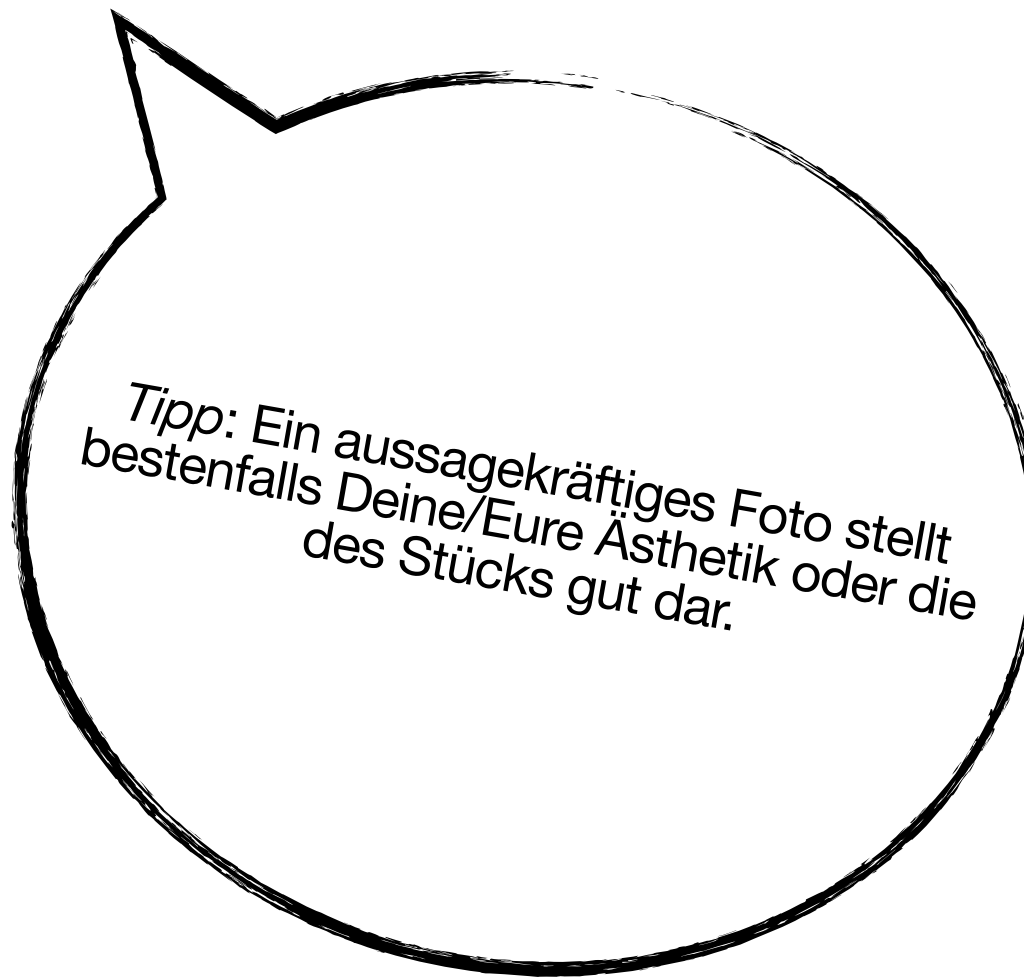 Tipp: Ein aussagekräftiges Foto stellt
bestenfalls Deine/Eure Ästhetik oder die
des Stücks gut dar.